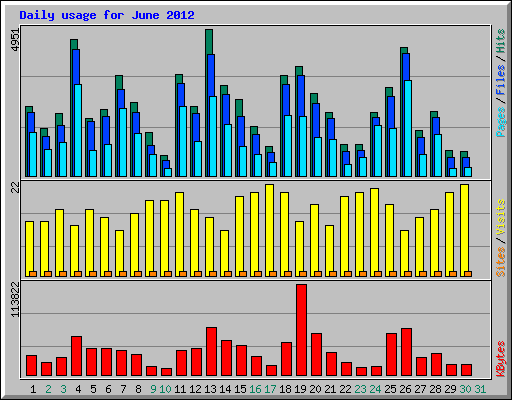 Daily usage for June 2012
4951
Pages / Files / Hits
22
Sites / Visits
113822
KBytes
1 2 3 4 5 6 7 8 9 10 11 12 13 14 15 16 17 18 19 20 21 22 23 24 25 26 27 28 29 30 31